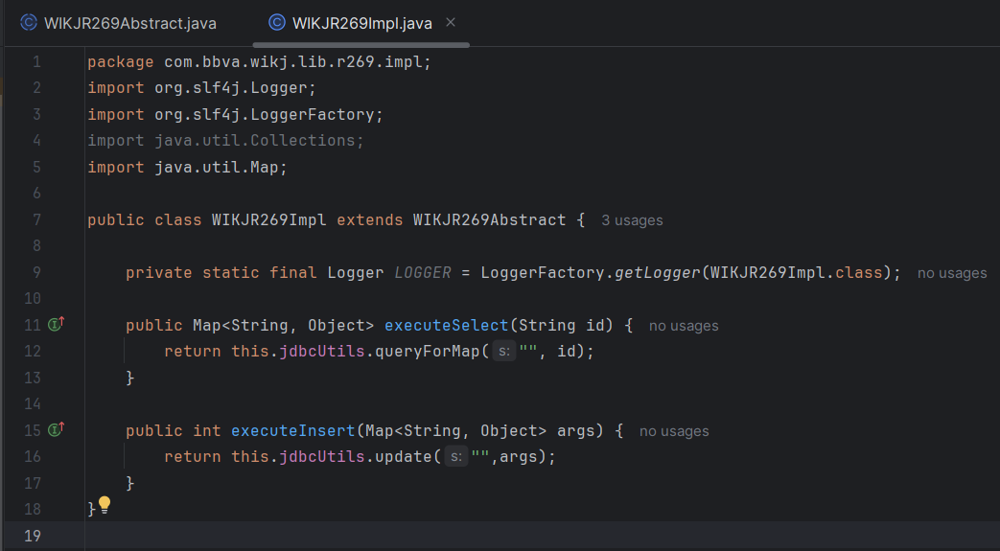 WIKJR269Abstract.java WIKJR269Impl.java
1 package com.bbva.wikj.lib.r269.impl;
2 import org.slf4j.Logger;
3 import org.slf4j.LoggerFactory;
4 import java.util.Collections;
5 import java.util.Map;
6
7 public class WIKJR269Impl extends WIKJR269Abstract { 3 usages
8
9 private static final Logger LOGGER = LoggerFactory.getLogger(WIKJR269Impl.class); no usages
10
11 public Map<String, Object> executeSelect(String id) { no usages
12 return this.jdbcUtils.queryForMap( s: "", id);
13 }
14
15 public int executeInsert(Map<String, Object> args) { no usages
16 return this.jdbcUtils.update( s: "",args);
17 }
18 }
19